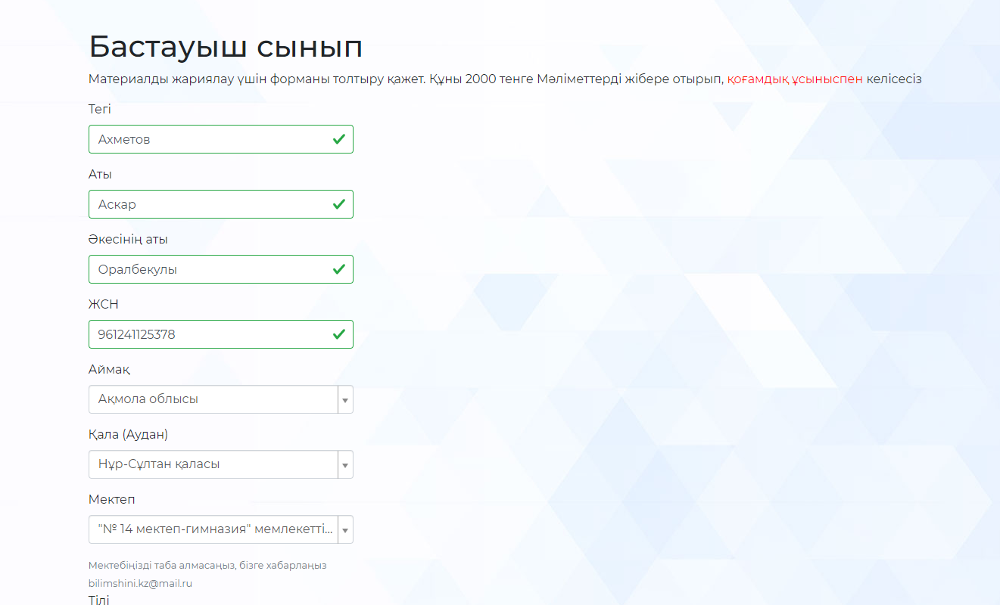 Бастауыш сынып
Материалды жариялау үшін форманы толтыру қажет. Құны 2000 тенге Мәліметтерді жібере отырып, қоғамдық ұсыныспен келісесіз
Тегі
Ахметов
Аты
Аскар
Әкесінің аты
Оралбекулы
ЖСН
961241125378
Аймақ
Ақмола облысы
Қала (Аудан)
Нұр-Сұлтан қаласы
Мектеп
"№ 14 мектеп-гимназия" мемлекетті...
Мектебіңізді таба алмасаңыз, бізге хабарлаңыз
bilimshini.kz@mail.ru
Тілі